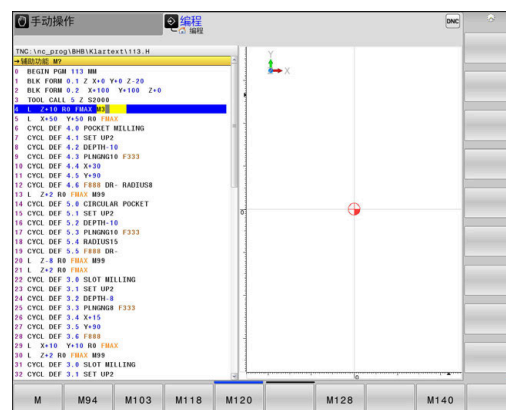 手动操作
编程
编程
DNC
TNC:\nc_prog\BHB\Klartext\113.H
→辅助功能 M?
0 BEGIN PGM 113 MM
1 BLK FORM 0.1 Z X+0 Y+0 Z-20
2 BLK FORM 0.2 X+100 Y+100 Z+0
3 TOOL CALL 5 Z S2000
4 L Z+10 R0 FMAX M3
5 L X+50 Y+50 R0 FMAX
6 CYCL DEF 4.0 POCKET MILLING
7 CYCL DEF 4.1 SET UP2
8 CYCL DEF 4.2 DEPTH-10
9 CYCL DEF 4.3 PLNGNG10 F333
10 CYCL DEF 4.4 X+30
11 CYCL DEF 4.5 Y+90
12 CYCL DEF 4.6 F888 DR- RADIUS8
13 L Z+2 R0 FMAX M99
14 CYCL DEF 5.0 CIRCULAR POCKET
15 CYCL DEF 5.1 SET UP2
16 CYCL DEF 5.2 DEPTH-10
17 CYCL DEF 5.3 PLNGNG10 F333
18 CYCL DEF 5.4 RADIUS15
19 CYCL DEF 5.5 F888 DR-
20 L Z-8 R0 FMAX M99
21 L Z+2 R0 FMAX
22 CYCL DEF 3.0 SLOT MILLING
23 CYCL DEF 3.1 SET UP2
24 CYCL DEF 3.2 DEPTH-8
25 CYCL DEF 3.3 PLNGNG8 F333
26 CYCL DEF 3.4 X+15
27 CYCL DEF 3.5 Y+90
28 CYCL DEF 3.6 F888
29 L X+10 Y+10 R0 FMAX
30 L Z+2 R0 FMAX M99
31 CYCL DEF 3.0 SLOT MILLING
32 CYCL DEF 3.1 SET UP2
Y
X
0
0
M M94 M103 M118 M120 M128 M140